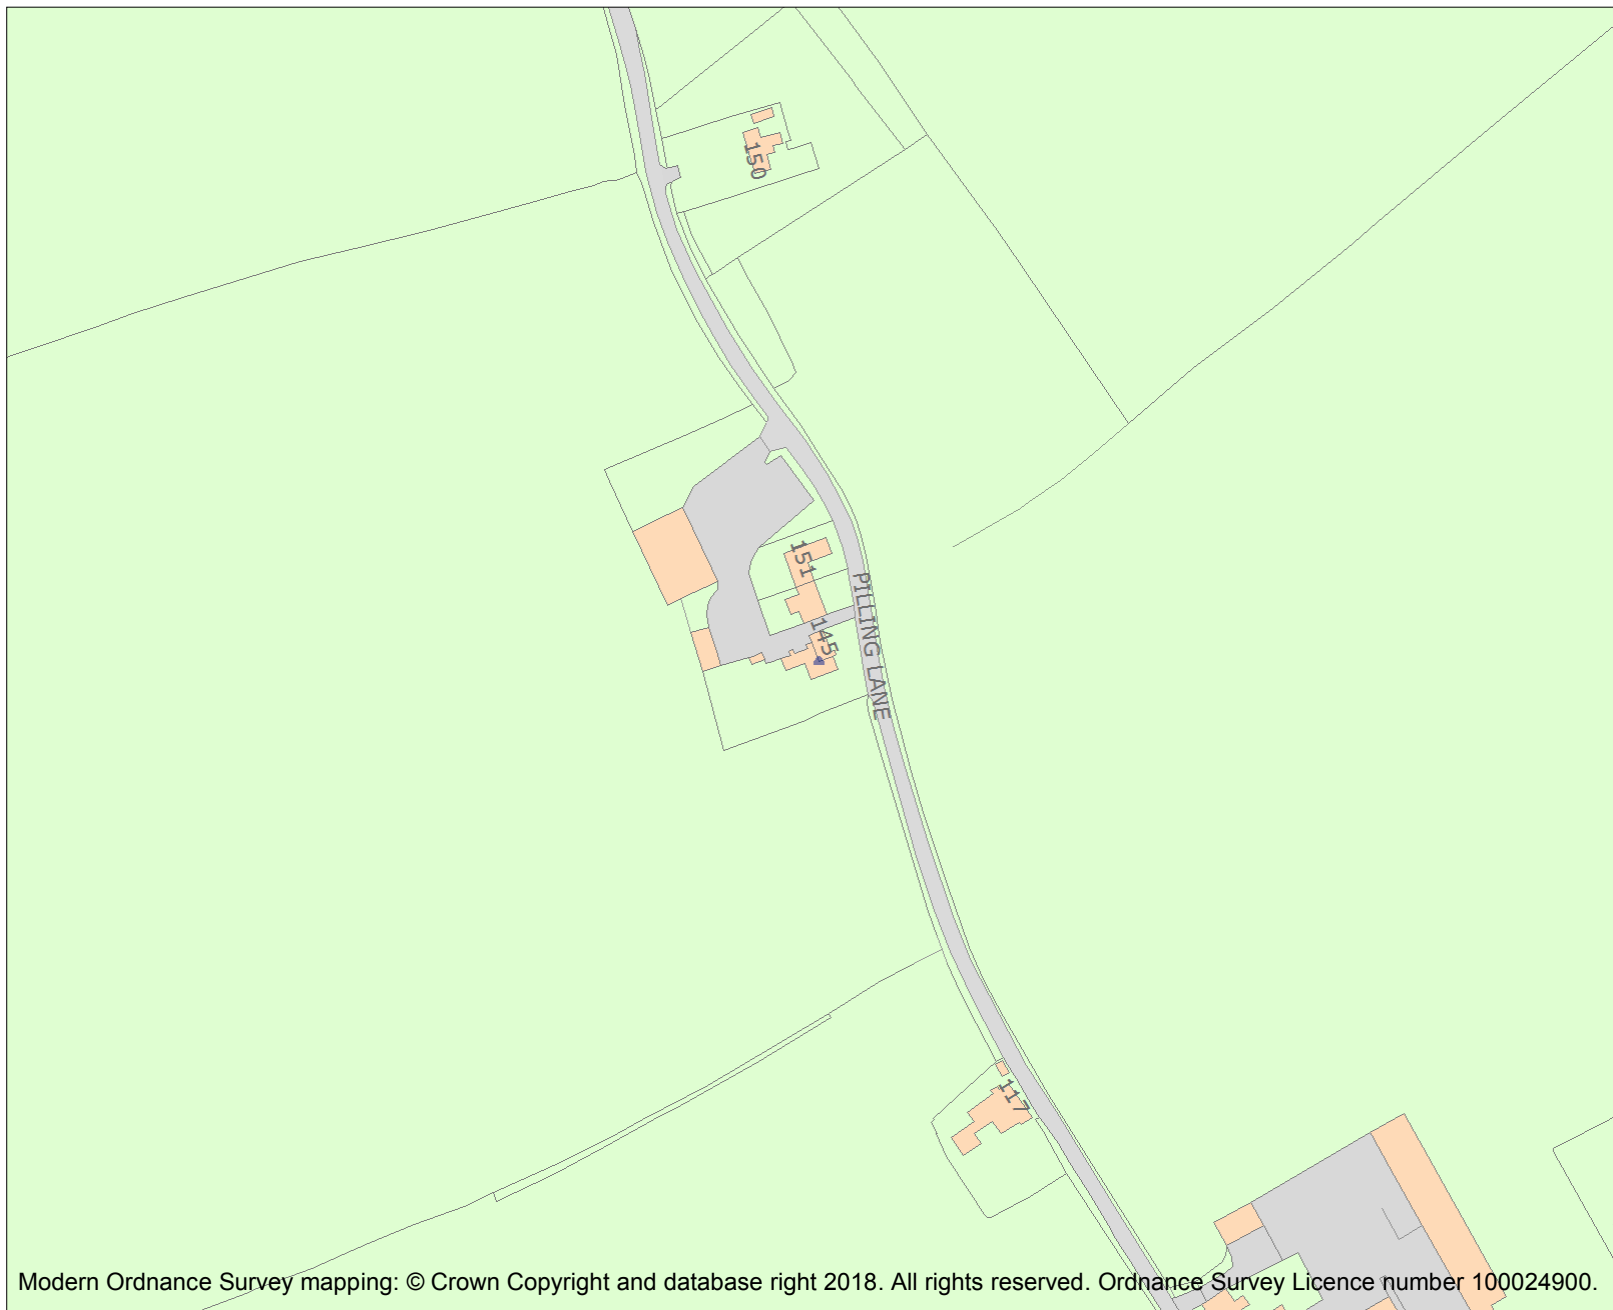 150
151
PILLING LANE
145
117
Modern Ordnance Survey mapping: © Crown Copyright and database right 2018. All rights reserved. Ordnance Survey Licence number 100024900.